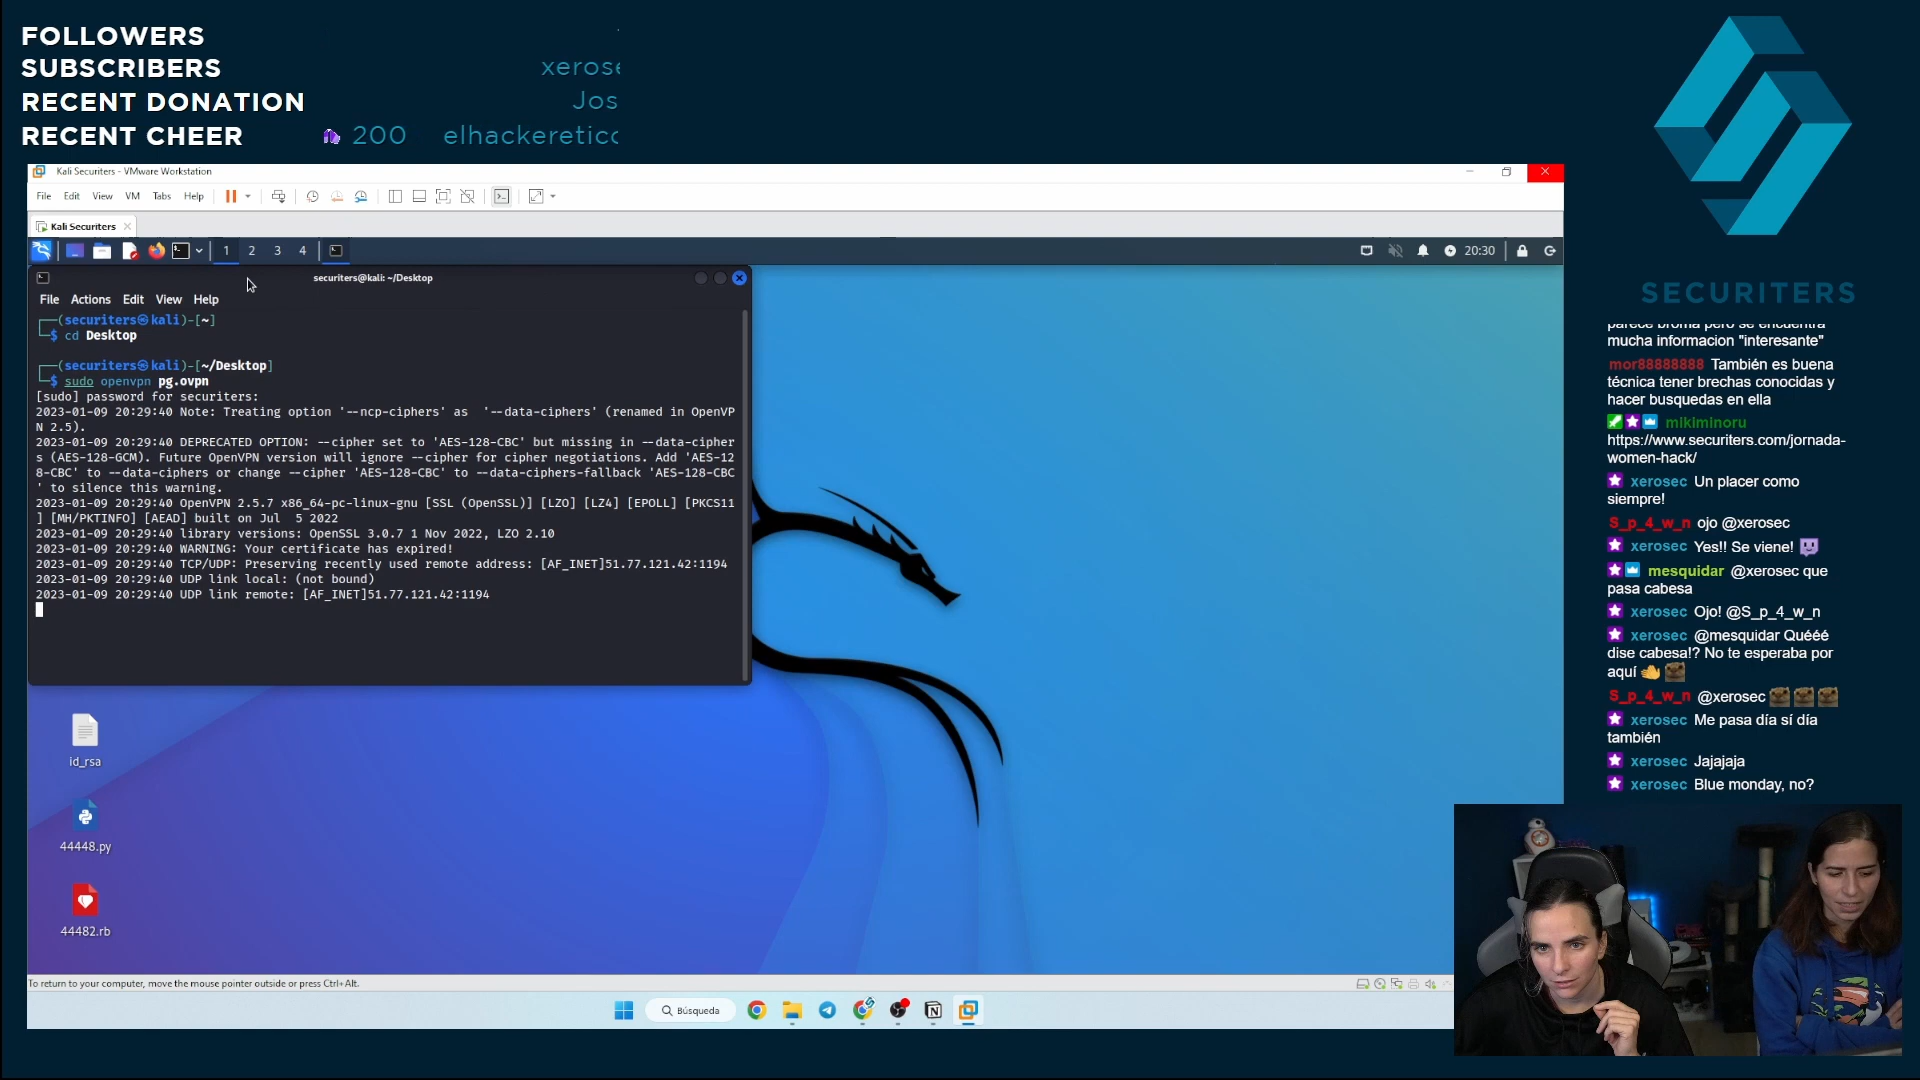 FOLLOWERS
SUBSCRIBERS
RECENT DONATION
RECENT CHEER
xerose
Jos
200 elhackeretico
Kali Securiters - VMware Workstation
File Edit View VM Tabs Help
Kali Securiters
1 2 3 4
20:30
securiters@kali: ~/Desktop
File Actions Edit View Help
┌──(securiters㉿kali)-[~]
└─$ cd Desktop
┌──(securiters㉿kali)-[~/Desktop]
└─$ sudo openvpn pg.ovpn
[sudo] password for securiters:
2023-01-09 20:29:40 Note: Treating option '--ncp-ciphers' as  '--data-ciphers' (renamed in OpenVP
N 2.5).
2023-01-09 20:29:40 DEPRECATED OPTION: --cipher set to 'AES-128-CBC' but missing in --data-cipher
s (AES-128-GCM). Future OpenVPN version will ignore --cipher for cipher negotiations. Add 'AES-12
8-CBC' to --data-ciphers or change --cipher 'AES-128-CBC' to --data-ciphers-fallback 'AES-128-CBC
' to silence this warning.
2023-01-09 20:29:40 OpenVPN 2.5.7 x86_64-pc-linux-gnu [SSL (OpenSSL)] [LZO] [LZ4] [EPOLL] [PKCS11
] [MH/PKTINFO] [AEAD] built on Jul  5 2022
2023-01-09 20:29:40 library versions: OpenSSL 3.0.7 1 Nov 2022, LZO 2.10
2023-01-09 20:29:40 WARNING: Your certificate has expired!
2023-01-09 20:29:40 TCP/UDP: Preserving recently used remote address: [AF_INET]51.77.121.42:1194
2023-01-09 20:29:40 UDP link local: (not bound)
2023-01-09 20:29:40 UDP link remote: [AF_INET]51.77.121.42:1194
id_rsa
44448.py
44482.rb
To return to your computer, move the mouse pointer outside or press Ctrl+Alt.
Búsqueda
SECURITERS
parece broma pero se encuentra
mucha informacion "interesante"
mor88888888 También es buena
técnica tener brechas conocidas y
hacer busquedas en ella
mikiminoru
https://www.securiters.com/jornada-
women-hack/
xerosec Un placer como
siempre!
S_p_4_w_n ojo @xerosec
xerosec Yes!! Se viene!
mesquidar @xerosec que
pasa cabesa
xerosec Ojo! @S_p_4_w_n
xerosec @mesquidar Quééé
dise cabesa!? No te esperaba por
aquí
S_p_4_w_n @xerosec
xerosec Me pasa día sí día
también
xerosec Jajajaja
xerosec Blue monday, no?